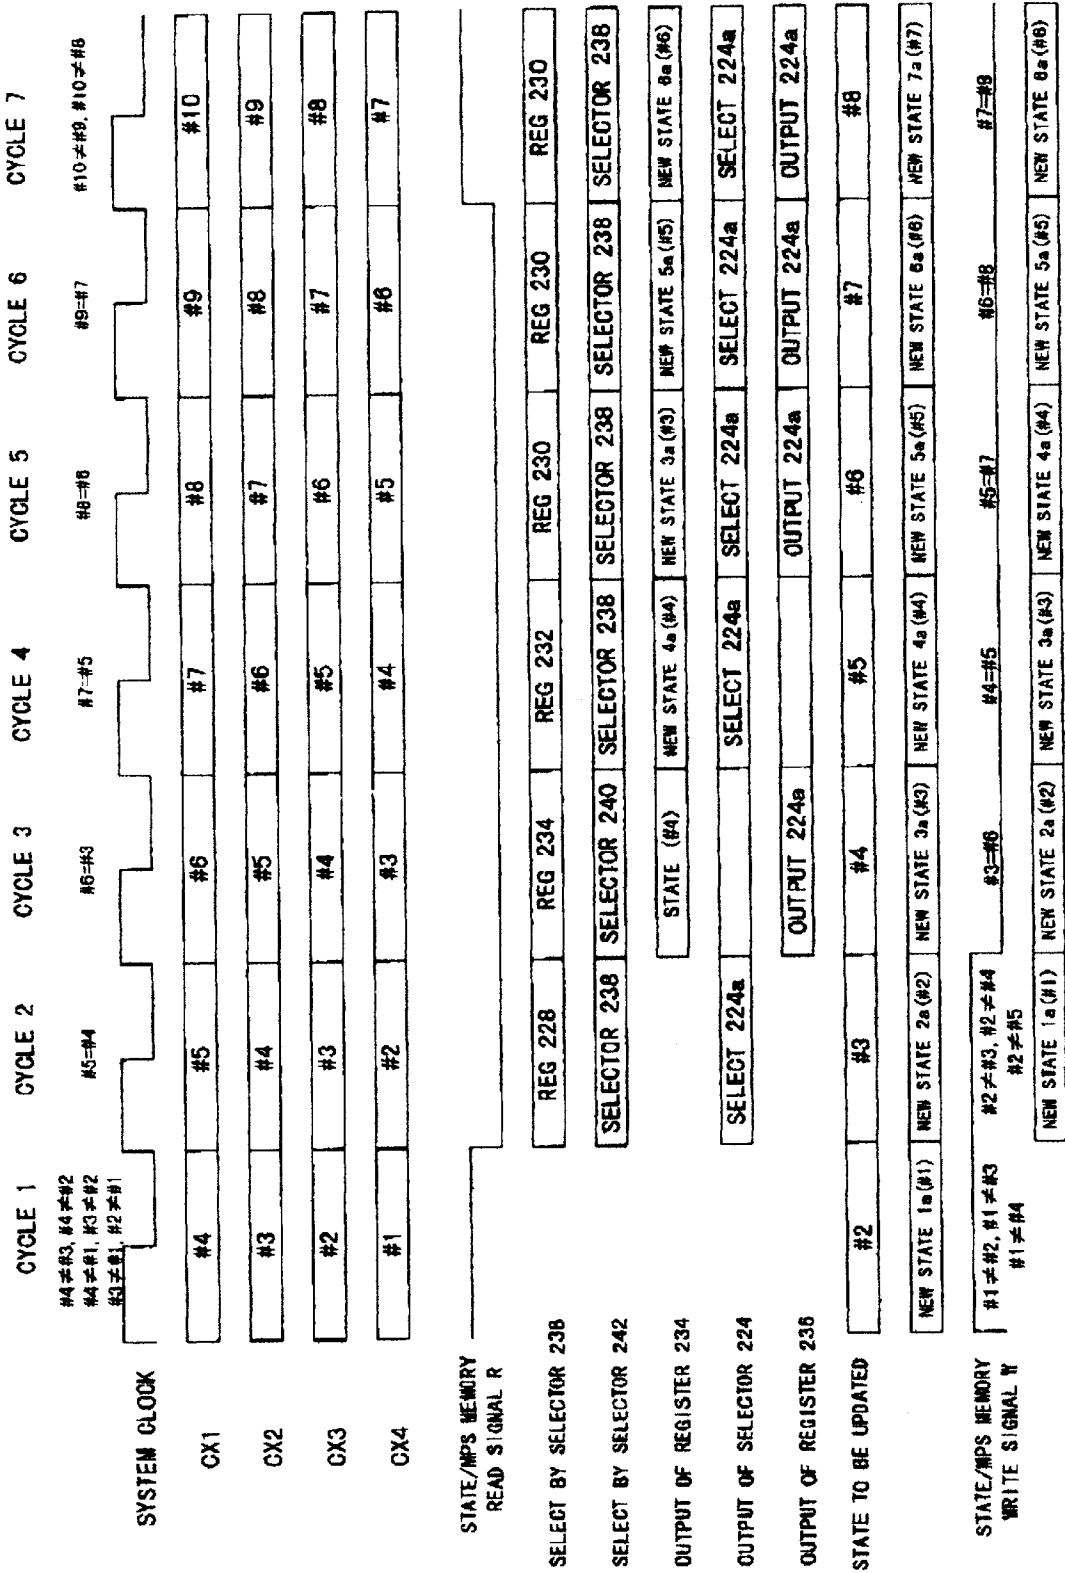 CYCLE 1 CYCLE 2 CYCLE 3 CYCLE 4 CYCLE 5 CYCLE 6 CYCLE 7
#4≠#3, #4≠#2
#4≠#1, #3≠#2
#3≠#1, #2≠#1
#5=#4 #6=#3 #7=#5 #8=#6 #9=#7 #10≠#9, #10≠#8
SYSTEM CLOCK
CX1 #4 #5 #6 #7 #8 #9 #10
CX2 #3 #4 #5 #6 #7 #8 #9
CX3 #2 #3 #4 #5 #6 #7 #8
CX4 #1 #2 #3 #4 #5 #6 #7
STATE/MPS MEMORY
READ SIGNAL R
SELECT BY SELECTOR 238 REG 228 REG 234 REG 232 REG 230 REG 230 REG 230
SELECT BY SELECTOR 242 SELECTOR 238 SELECTOR 240 SELECTOR 238 SELECTOR 238 SELECTOR 238 SELECTOR 238
OUTPUT OF REGISTER 234 STATE (#4) NEW STATE 4a (#4) NEW STATE 3a (#3) NEW STATE 5a (#5) NEW STATE 6a (#6)
OUTPUT OF SELECTOR 224 SELECT 224a SELECT 224a SELECT 224a SELECT 224a SELECT 224a
OUTPUT OF REGISTER 236 OUTPUT 224a OUTPUT 224a OUTPUT 224a OUTPUT 224a
STATE TO BE UPDATED #2 #3 #4 #5 #6 #7 #8
NEW STATE 1a (#1) NEW STATE 2a (#2) NEW STATE 3a (#3) NEW STATE 4a (#4) NEW STATE 5a (#5) NEW STATE 6a (#6) NEW STATE 7a (#7)
STATE/MPS MEMORY
WRITE SIGNAL W
#1≠#2, #1≠#3
#1≠#4
#2≠#3, #2≠#4
#2≠#5
#3=#6 #4=#5 #5=#7 #6=#8 #7=#9
NEW STATE 1a (#1) NEW STATE 2a (#2) NEW STATE 3a (#3) NEW STATE 4a (#4) NEW STATE 5a (#5) NEW STATE 6a (#6)